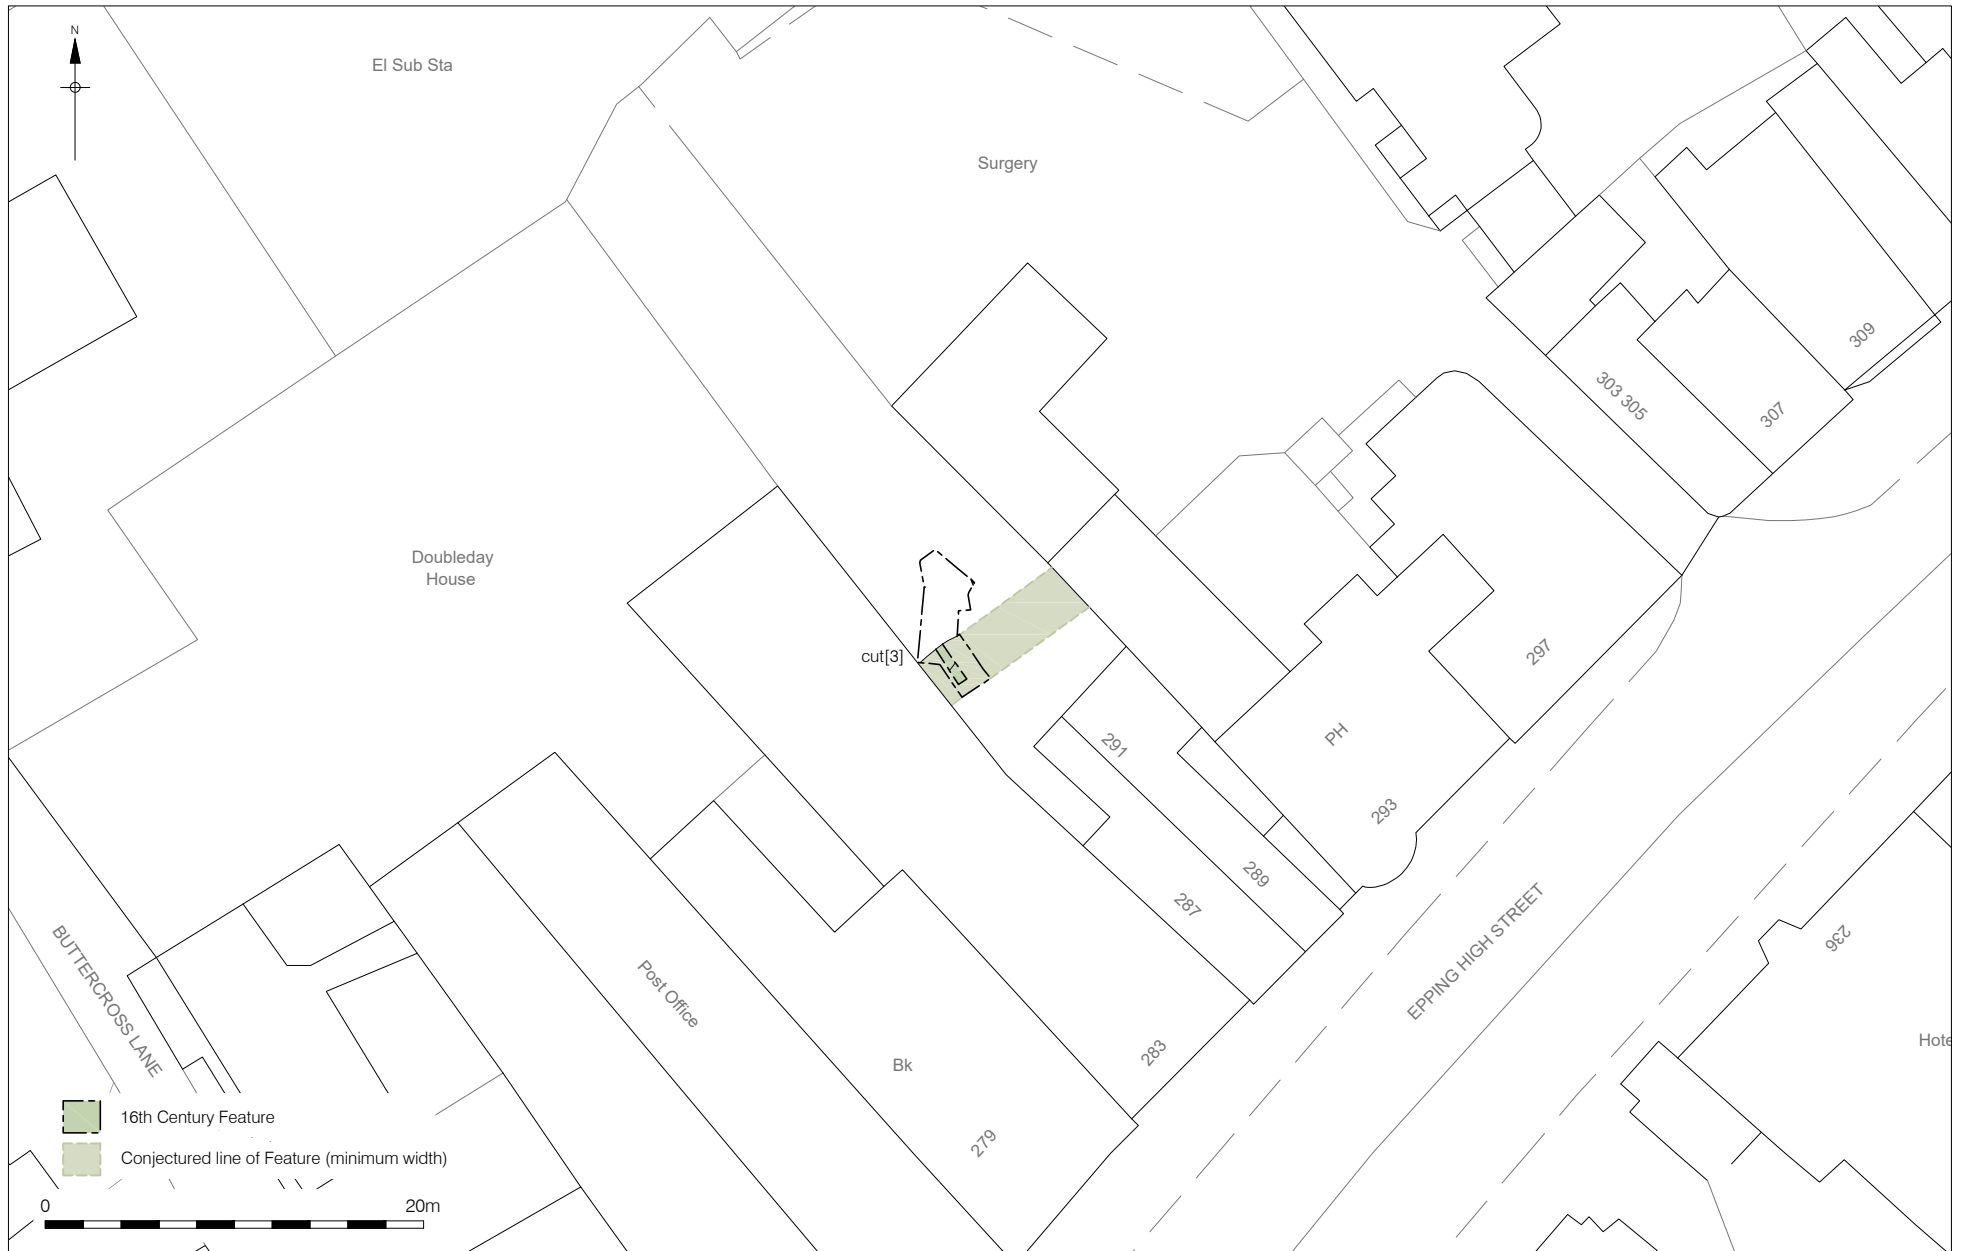 N
El Sub Sta
Surgery
309
303 305
307
Doubleday
House
cut[3]
297
291
PH
293
289
287
236
EPPING HIGH STREET
BUTTERCROSS LANE
Post Office
Hote
283
Bk
279
16th Century Feature
Conjectured line of Feature (minimum width)
0 20m